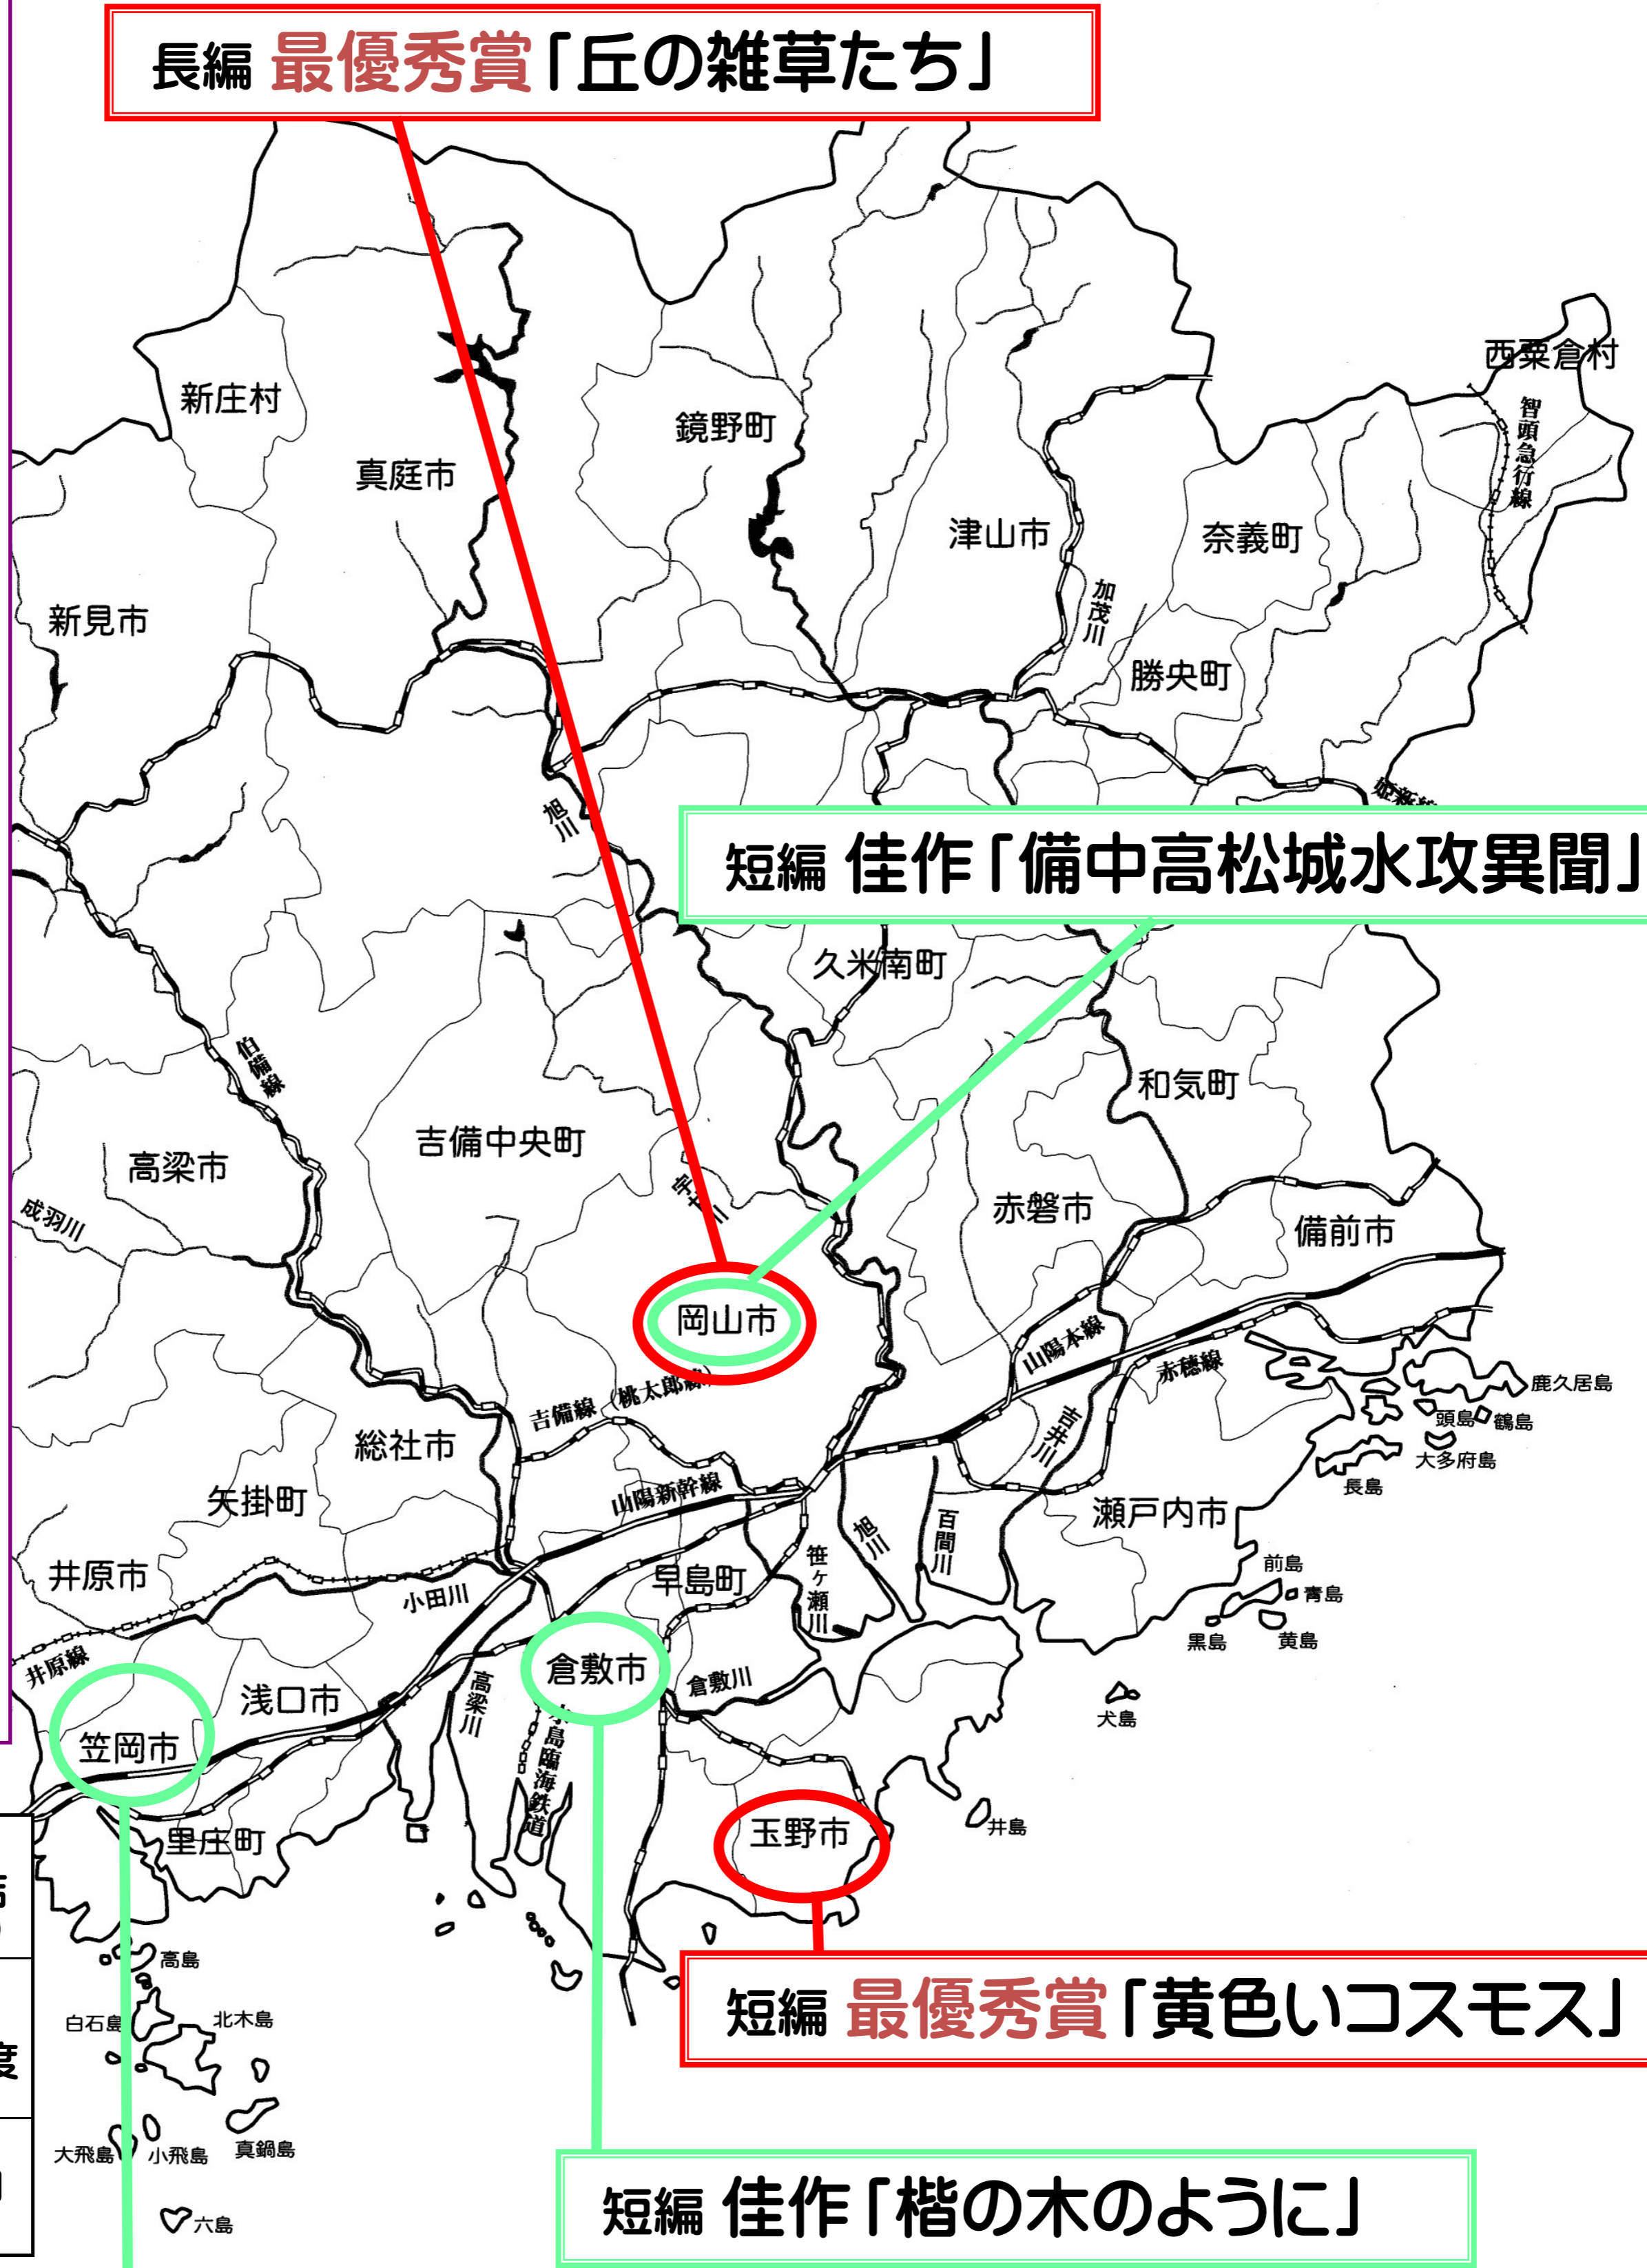 長編 最優秀賞「丘の雑草たち」
西粟倉村
智頭急行線
新庄村
鏡野町
真庭市
津山市
奈義町
加茂川
新見市
勝央町
旭川
短編 佳作「備中高松城水攻異聞」
久米南町
伯備線
和気町
吉備中央町
高梁市
成羽川
赤磐市
備前市
岡山市
山陽本線
赤穂線
吉備線（桃太郎線）
鹿久居島
頭島
鶴島
大多府島
長島
吉井川
総社市
矢掛町
山陽新幹線
瀬戸内市
百間川
旭川
笹ヶ瀬川
早島町
井原市
小田川
前島
青島
黒島
黄島
井原線
倉敷市
倉敷川
高梁川
浅口市
犬島
笠岡市
水島臨海鉄道
玉野市
井島
里庄町
高島
白石島
北木島
短編 最優秀賞「黄色いコスモス」
度
大飛島
小飛島
真鍋島
六島
短編 佳作「楷の木のように」